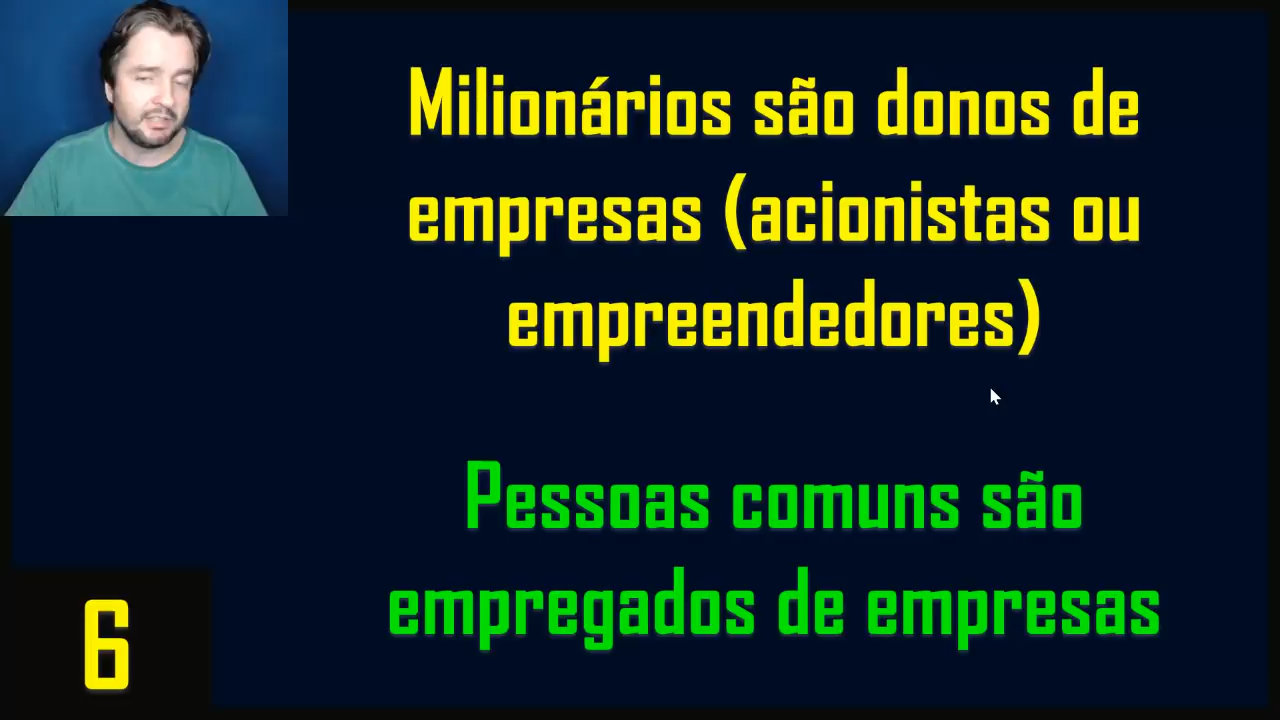 Milionários são donos de
empresas (acionistas ou
empreendedores)
Pessoas comuns são
empregados de empresas
6